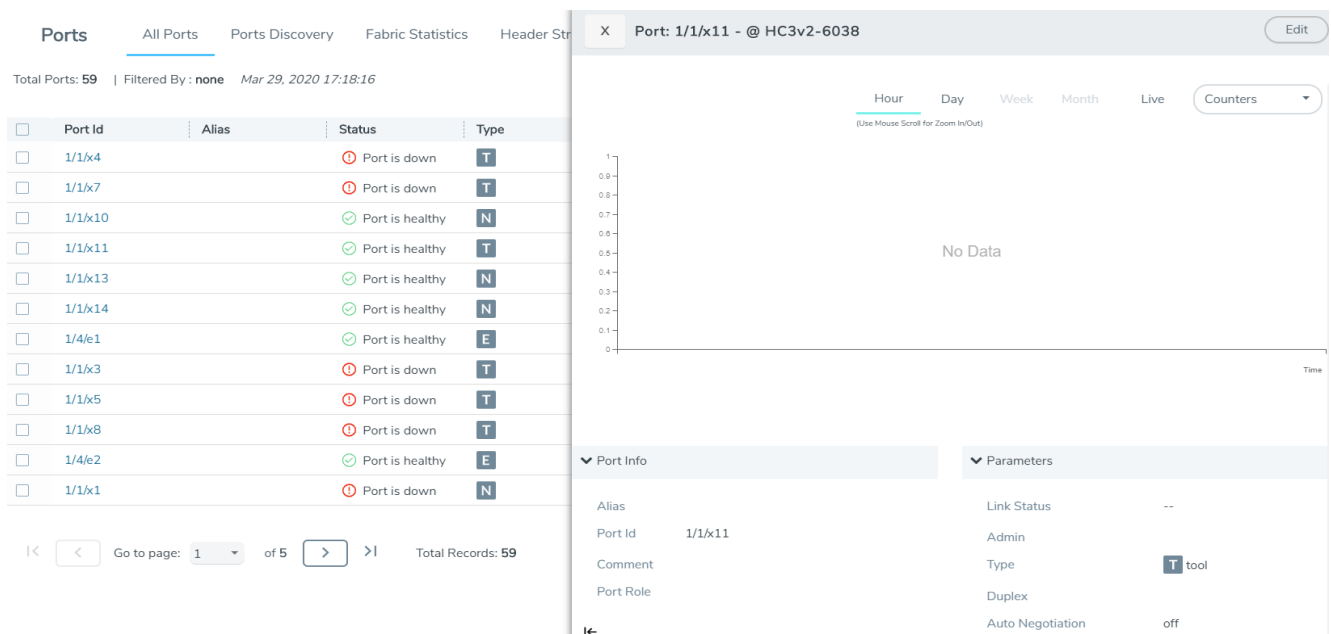 Ports All Ports Ports Discovery Fabric Statistics Header Str
Total Ports: 59 | Filtered By : none Mar 29, 2020 17:18:16
Port Id Alias Status Type
1/1/x4 Port is down T
1/1/x7 Port is down T
1/1/x10 Port is healthy N
1/1/x11 Port is healthy T
1/1/x13 Port is healthy N
1/1/x14 Port is healthy N
1/4/e1 Port is healthy E
1/1/x3 Port is down T
1/1/x5 Port is down T
1/1/x8 Port is down T
1/4/e2 Port is healthy E
1/1/x1 Port is down N
Go to page: 1 of 5 Total Records: 59
X Port: 1/1/x11 - @ HC3v2-6038 Edit
Hour Day Week Month Live Counters
(Use Mouse Scroll for Zoom In/Out)
1
0.9
0.8
0.7
0.6
0.5
0.4
0.3
0.2
0.1
0
No Data
Time
Port Info
Alias
Port Id 1/1/x11
Comment
Port Role
Parameters
Link Status --
Admin
Type T tool
Duplex
Auto Negotiation off